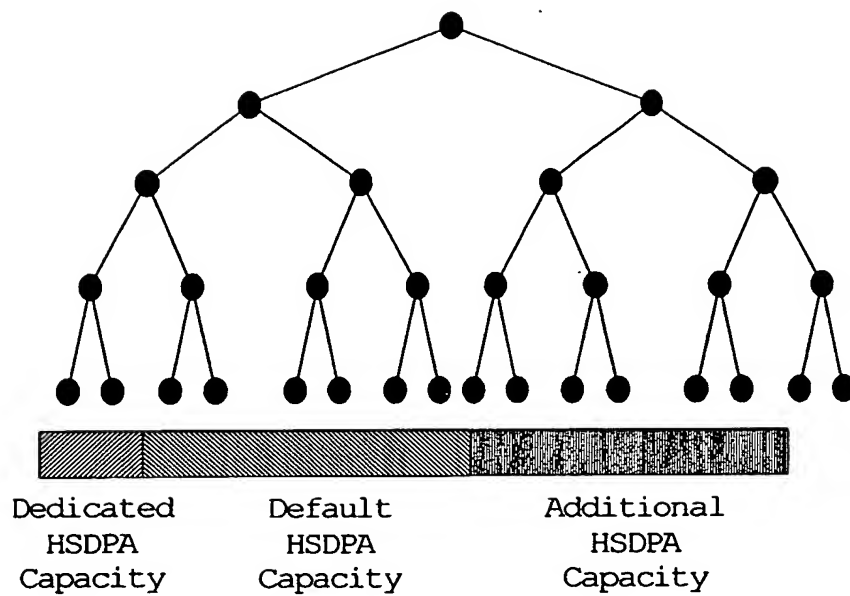 Dedicated
HSDPA
Capacity
Default
HSDPA
Capacity
Additional
HSDPA
Capacity